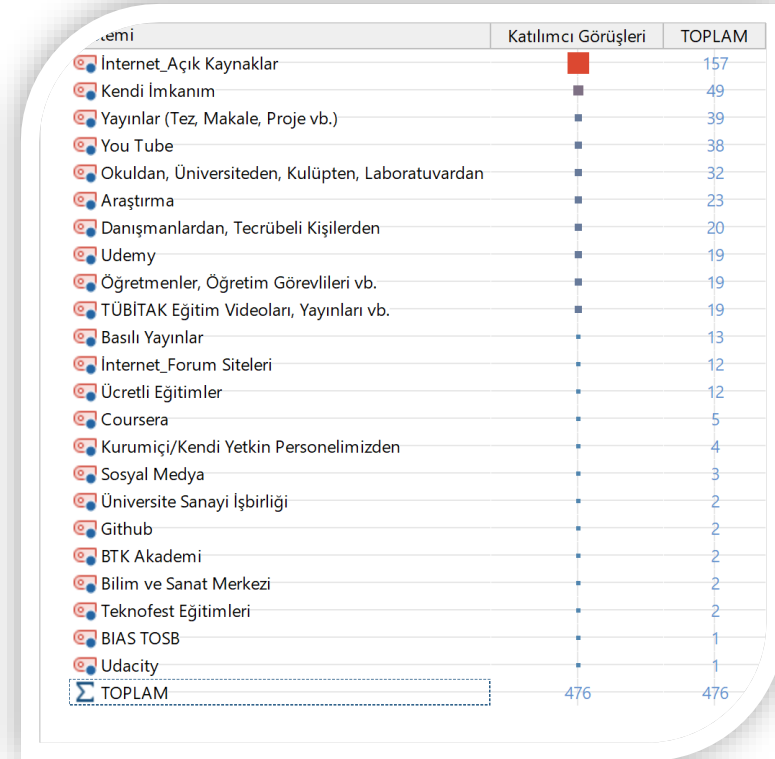 Katılımcı Görüşleri TOPLAM
İnternet_Açık Kaynaklar 157
Kendi İmkanım 49
Yayınlar (Tez, Makale, Proje vb.) 39
You Tube 38
Okuldan, Üniversiteden, Kulüpten, Laboratuvardan 32
Araştırma 23
Danışmanlardan, Tecrübeli Kişilerden 20
Udemy 19
Öğretmenler, Öğretim Görevlileri vb. 19
TÜBİTAK Eğitim Videoları, Yayınları vb. 19
Basılı Yayınlar 13
İnternet_Forum Siteleri 12
Ücretli Eğitimler 12
Coursera 5
Kurumiçi/Kendi Yetkin Personelimizden 4
Sosyal Medya 3
Üniversite Sanayi İşbirliği 2
Github 2
BTK Akademi 2
Bilim ve Sanat Merkezi 2
Teknofest Eğitimleri 2
BIAS TOSB 1
Udacity 1
Σ TOPLAM 476 476